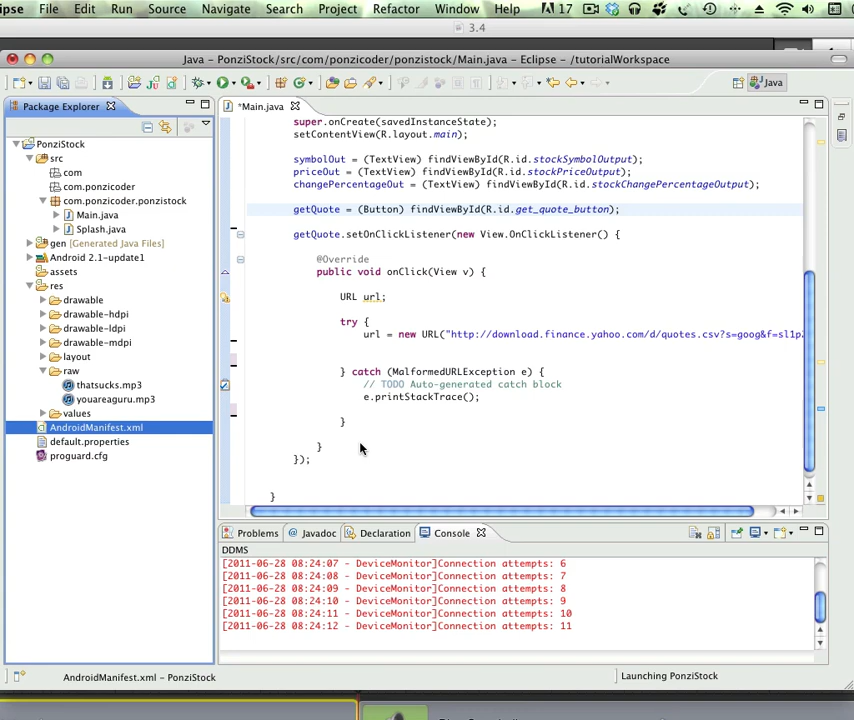 ipse File Edit Run Source Navigate Search Project Refactor Window Help 17
3.4
Java - PonziStock/src/com/ponzicoder/ponzistock/Main.java - Eclipse - /tutorialWorkspace
Java
Package Explorer
*Main.java
PonziStock
src
com
com.ponzicoder
com.ponzicoder.ponzistock
Main.java
Splash.java
gen [Generated Java Files]
Android 2.1-update1
assets
res
drawable
drawable-hdpi
drawable-ldpi
drawable-mdpi
layout
raw
thatsucks.mp3
youareaguru.mp3
values
AndroidManifest.xml
default.properties
proguard.cfg
super.onCreate(savedInstanceState);
setContentView(R.layout.main);
symbolOut = (TextView) findViewById(R.id.stockSymbolOutput);
priceOut = (TextView) findViewById(R.id.stockPriceOutput);
changePercentageOut = (TextView) findViewById(R.id.stockChangePercentageOutput);
getQuote = (Button) findViewById(R.id.get_quote_button);
getQuote.setOnClickListener(new View.OnClickListener() {
@Override
public void onClick(View v) {
URL url;
try {
url = new URL("http://download.finance.yahoo.com/d/quotes.csv?s=goog&f=sl1p2
} catch (MalformedURLException e) {
// TODO Auto-generated catch block
e.printStackTrace();
}
}
});
}
Problems @ Javadoc Declaration Console
DDMS
[2011-06-28 08:24:07 - DeviceMonitor]Connection attempts: 6
[2011-06-28 08:24:08 - DeviceMonitor]Connection attempts: 7
[2011-06-28 08:24:09 - DeviceMonitor]Connection attempts: 8
[2011-06-28 08:24:10 - DeviceMonitor]Connection attempts: 9
[2011-06-28 08:24:11 - DeviceMonitor]Connection attempts: 10
[2011-06-28 08:24:12 - DeviceMonitor]Connection attempts: 11
AndroidManifest.xml - PonziStock
Launching PonziStock